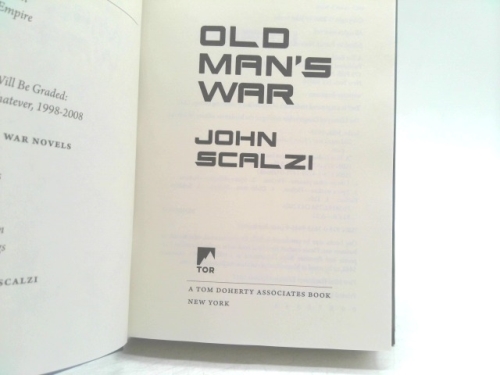 Empire
Will Be Graded:
hatever, 1998-2008
WAR NOVELS
SCALZI
OLD
MAN'S
WAR
JOHN
SCALZI
TOR
A TOM DOHERTY ASSOCIATES BOOK
NEW YORK